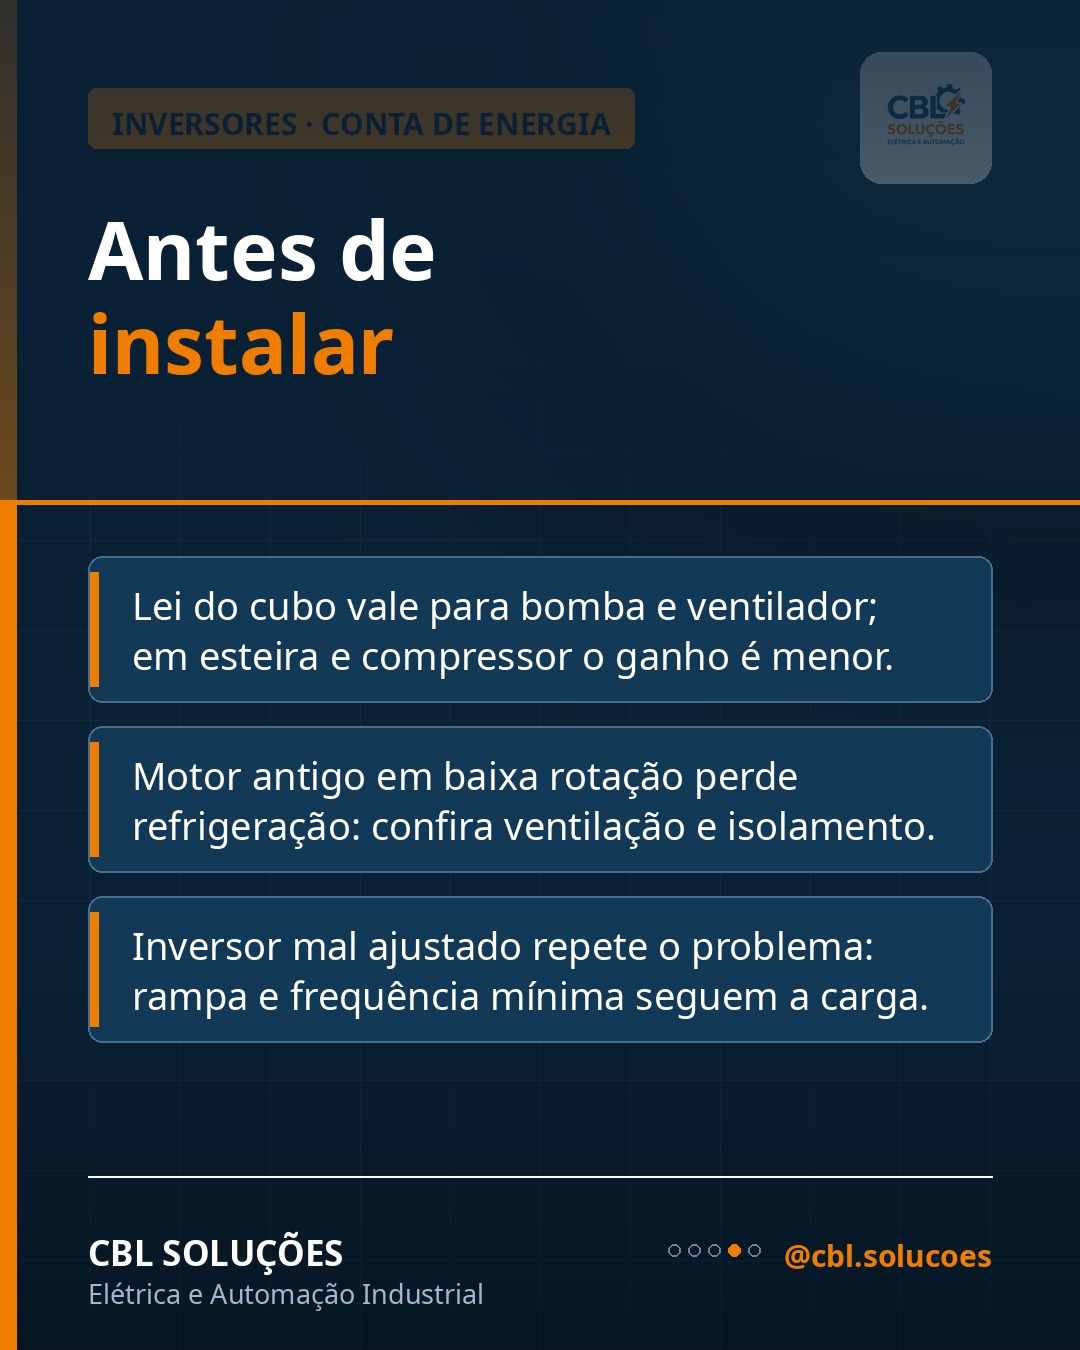 INVERSORES · CONTA DE ENERGIA
CBL
SOLUÇÕES
ELÉTRICA E AUTOMAÇÃO
Antes de
instalar
Lei do cubo vale para bomba e ventilador;
em esteira e compressor o ganho é menor.
Motor antigo em baixa rotação perde
refrigeração: confira ventilação e isolamento.
Inversor mal ajustado repete o problema:
rampa e frequência mínima seguem a carga.
CBL SOLUÇÕES
@cbl.solucoes
Elétrica e Automação Industrial